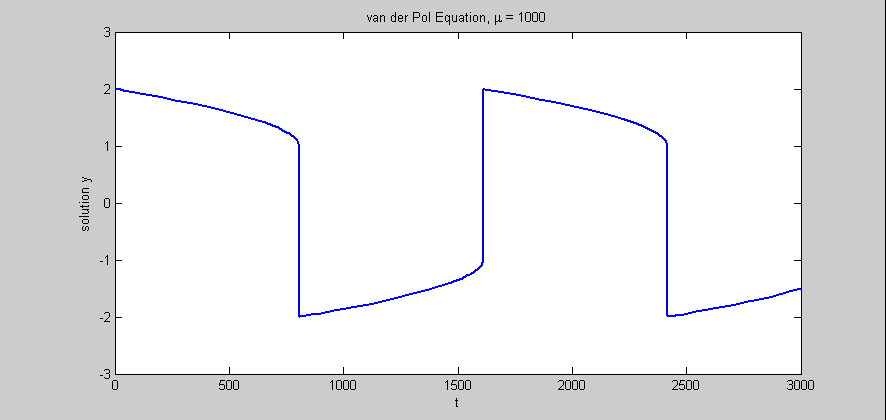 van der Pol Equation, μ = 1000
3
2
1
0
-1
-2
-3
solution y
0 500 1000 1500 2000 2500 3000
t